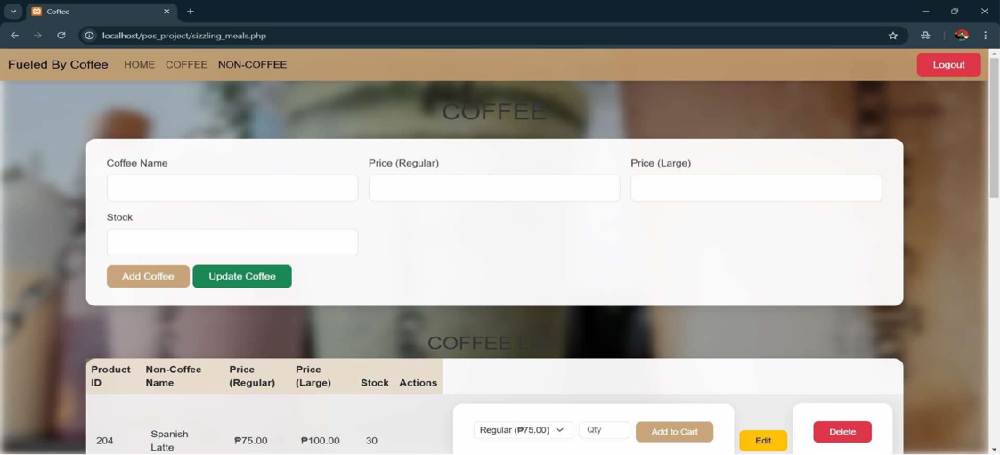 Coffee
localhost/pos_project/sizzling_meals.php
Fueled By Coffee HOME COFFEE NON-COFFEE Logout
COFFEE
Coffee Name Price (Regular) Price (Large)
Stock
Add Coffee Update Coffee
COFFEE
Product ID Non-Coffee Name Price (Regular) Price (Large) Stock Actions
204 Spanish Latte ₱75.00 ₱100.00 30 Regular (₱75.00) Qty Add to Cart Edit Delete